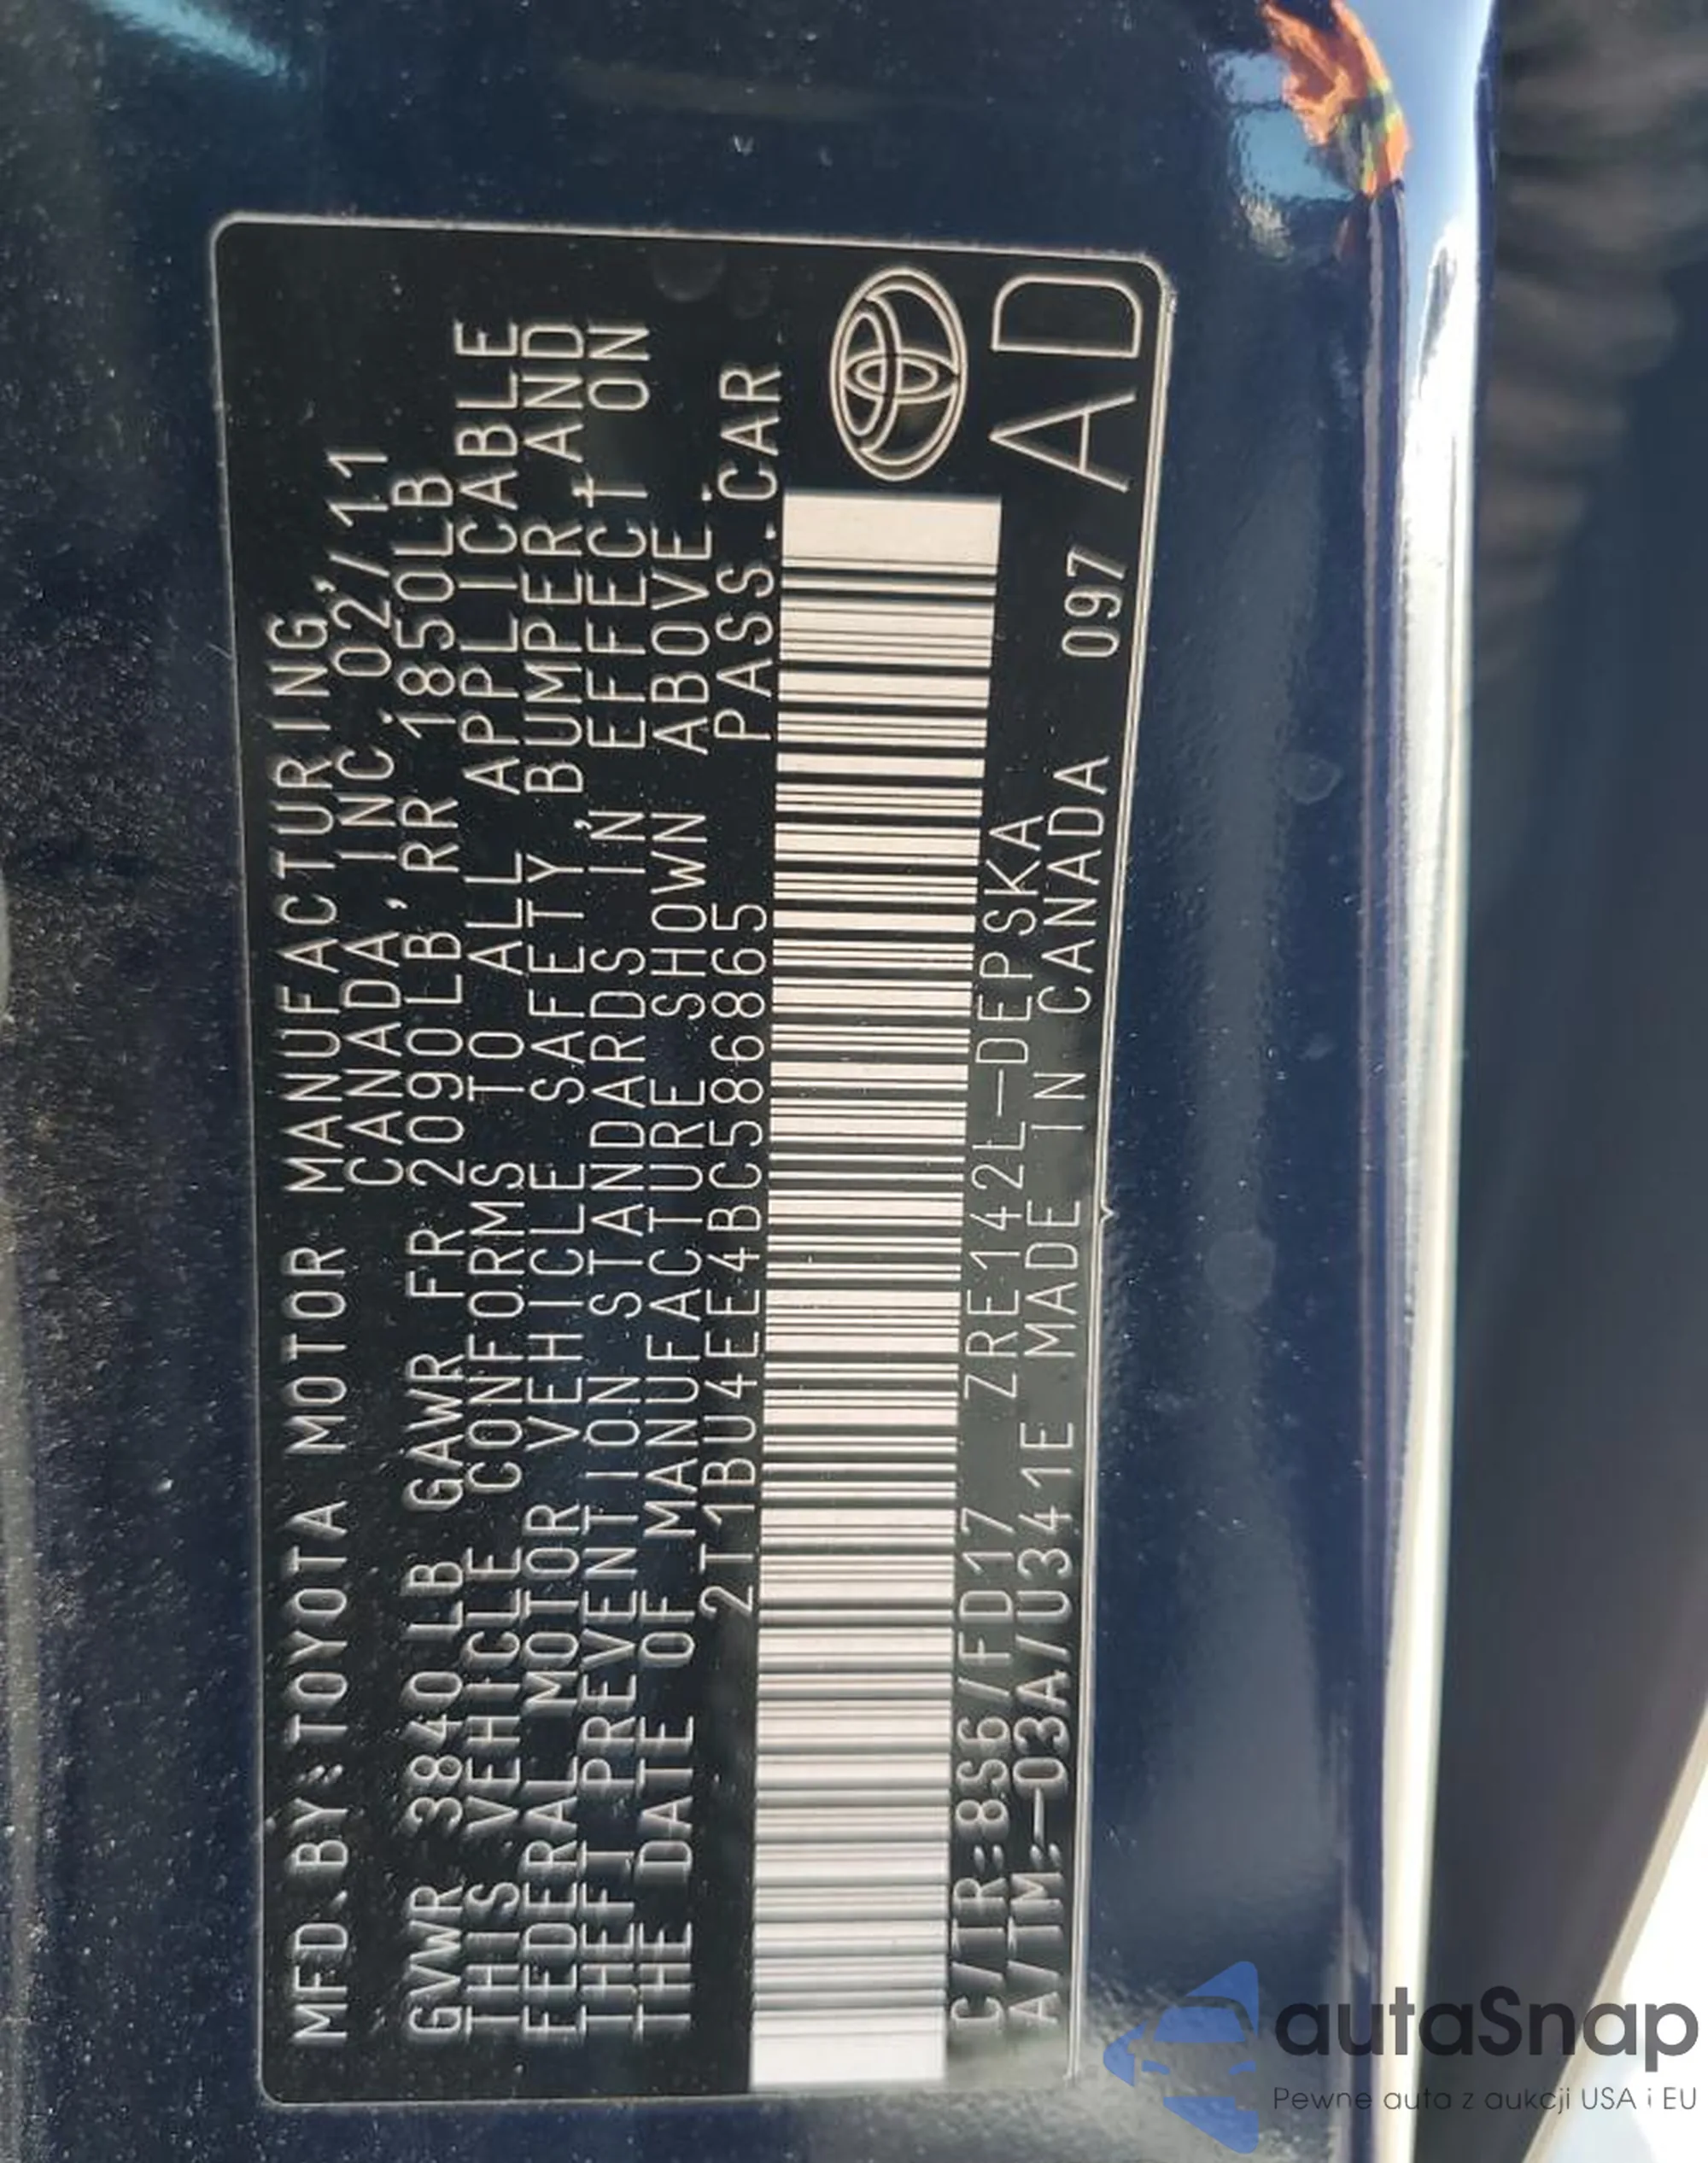 MFD.BY:TOYOTA MOTOR MANUFACTURING,
CANADA, INC. 02/11
GVWR 3840 LB GAWR FR 2090LB, RR 1850LB
THIS VEHICLE CONFORMS TO ALL APPLICABLE
FEDERAL MOTOR VEHICLE SAFETY, BUMPER, AND
THEFT PREVENTION STANDARDS IN EFFECT ON
THE DATE OF MANUFACTURE SHOWN ABOVE.
2T1BU4EE4BC586865 PASS.CAR
C/TR:8S6/FD17 ZRE142L-DEPSKA
A/TM:-03A/U341E MADE IN CANADA 097 AD
autaSnap
Pewne auta z aukcji USA i EU